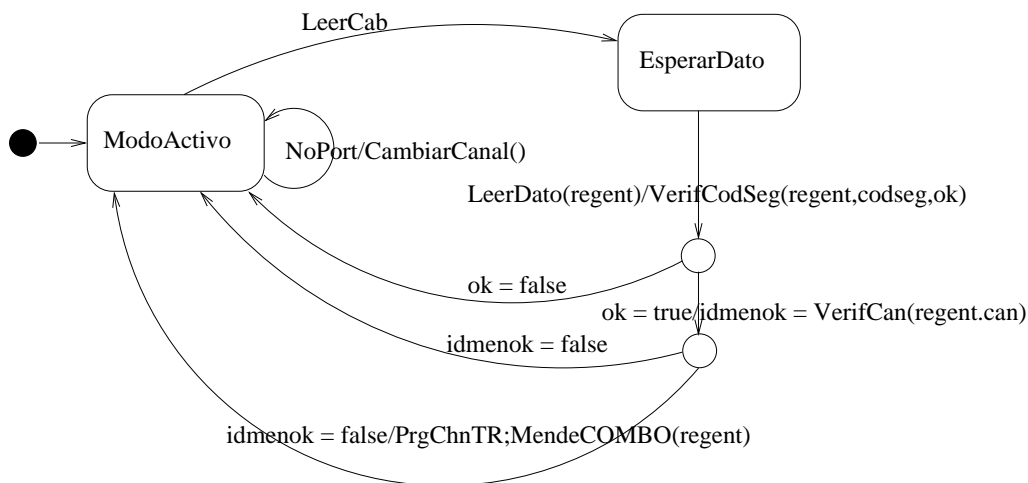 LeerCab
EsperarDato
ModoActivo
NoPort/CambiarCanal()
LeerDato(regent)/VerifCodSeg(regent,codseg,ok)
ok = false
ok = true/idmenok = VerifCan(regent.can)
idmenok = false
idmenok = false/PrgChnTR;MendeCOMBO(regent)